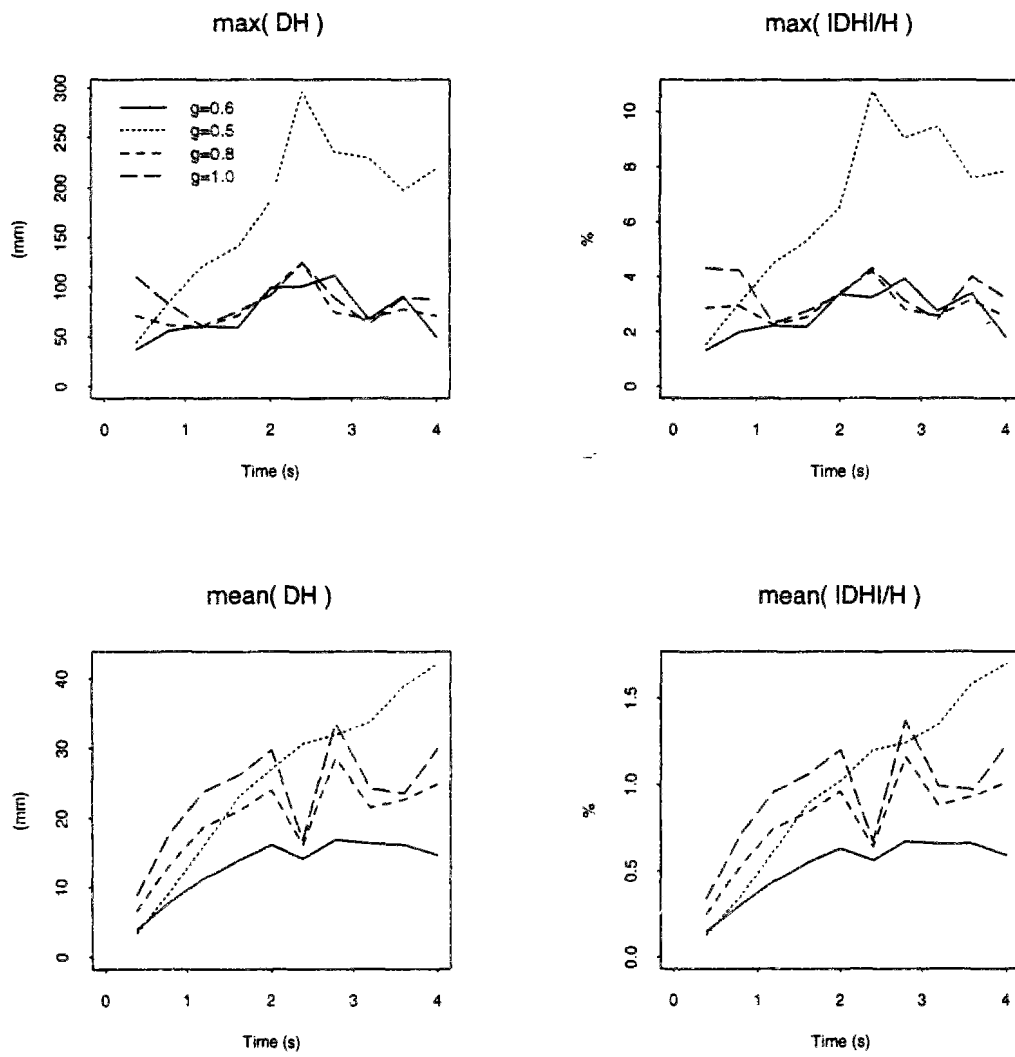 max( DH )
(mm)
300
250
200
150
100
50
0
g=0.6
g=0.5
g=0.8
g=1.0
0 1 2 3 4
Time (s)
max( |DH|/H )
%
10
8
6
4
2
0
0 1 2 3 4
Time (s)
mean( DH )
(mm)
40
30
20
10
0
0 1 2 3 4
Time (s)
mean( |DH|/H )
%
1.5
1.0
0.5
0.0
0 1 2 3 4
Time (s)